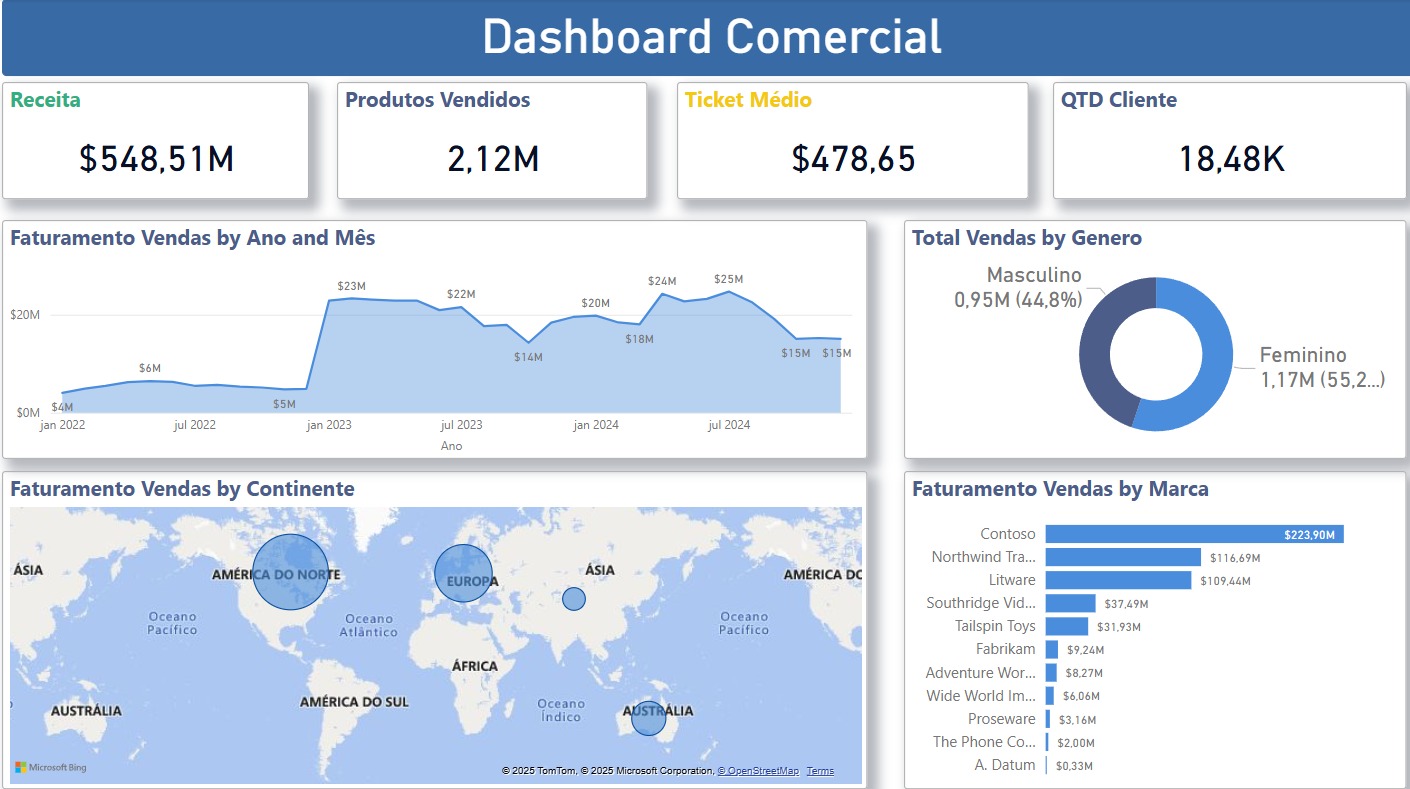 Dashboard Comercial
Receita
$548,51M
Produtos Vendidos
2,12M
Ticket Médio
$478,65
QTD Cliente
18,48K
Faturamento Vendas by Ano and Mês
$20M
$0M
$4M
$6M
$5M
$23M
$22M
$14M
$20M
$18M
$24M
$25M
$15M
$15M
jan 2022
jul 2022
jan 2023
jul 2023
jan 2024
jul 2024
Ano
Total Vendas by Genero
Masculino
0,95M (44,8%)
Feminino
1,17M (55,2...)
Faturamento Vendas by Continente
ÁSIA
AMÉRICA DO NORTE
EUROPA
ÁSIA
AMÉRICA DO
Oceano
Pacífico
Oceano
Atlântico
Oceano
Pacífico
ÁFRICA
AMÉRICA DO SUL
Oceano
Índico
AUSTRÁLIA
AUSTRÁLIA
Microsoft Bing
© 2025 TomTom, © 2025 Microsoft Corporation, © OpenStreetMap Terms
Faturamento Vendas by Marca
Contoso $223,90M
Northwind Tra... $116,69M
Litware $109,44M
Southridge Vid... $37,49M
Tailspin Toys $31,93M
Fabrikam $9,24M
Adventure Wor... $8,27M
Wide World Im... $6,06M
Proseware $3,16M
The Phone Co... $2,00M
A. Datum $0,33M